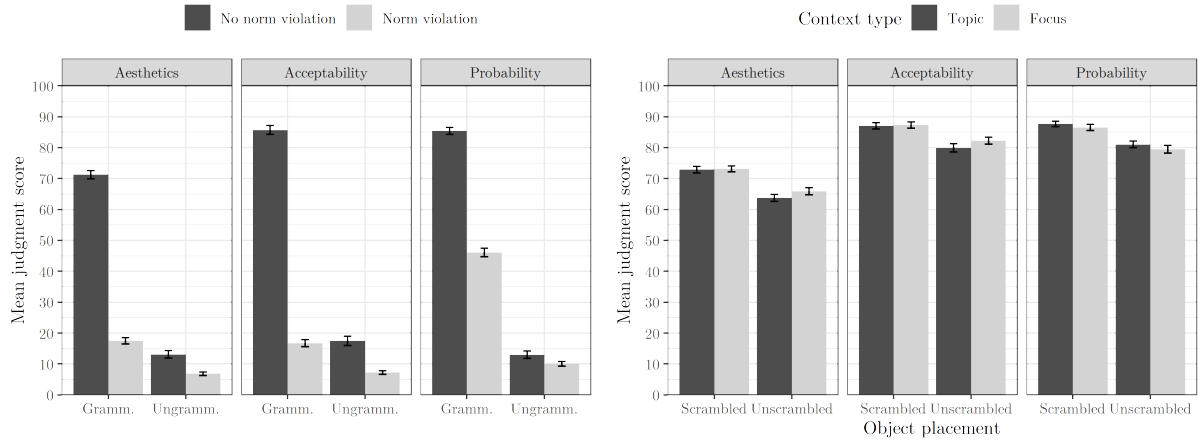 No norm violation Norm violation
Aesthetics Acceptability Probability
Mean judgment score
100
90
80
70
60
50
40
30
20
10
0
Gramm. Ungramm. Gramm. Ungramm. Gramm. Ungramm.
Context type Topic Focus
Aesthetics Acceptability Probability
Mean judgment score
100
90
80
70
60
50
40
30
20
10
0
Scrambled Unscrambled Scrambled Unscrambled Scrambled Unscrambled
Object placement